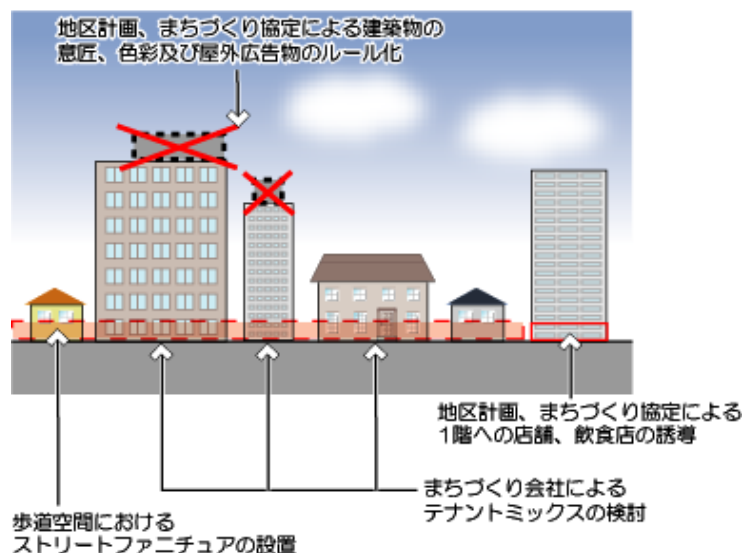 地区計画、まちづくり協定による建築物の
意匠、色彩及び屋外広告物のルール化
地区計画、まちづくり協定による
1階への店舗、飲食店の誘導
まちづくり会社による
テナントミックスの検討
歩道空間における
ストリートファニチュアの設置